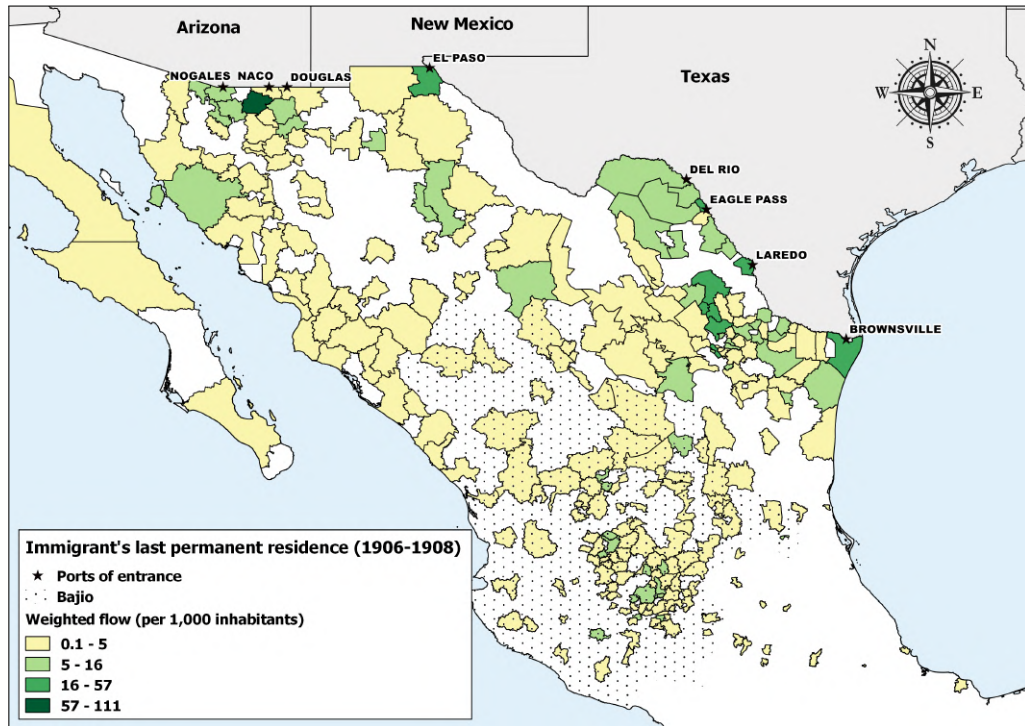 Arizona
New Mexico
Texas
N
W
E
S
NOGALES
NACO
DOUGLAS
EL PASO
DEL RIO
EAGLE PASS
LAREDO
BROWNSVILLE
Immigrant's last permanent residence (1906-1908)
Ports of entrance
Bajio
Weighted flow (per 1,000 inhabitants)
0.1 - 5
5 - 16
16 - 57
57 - 111